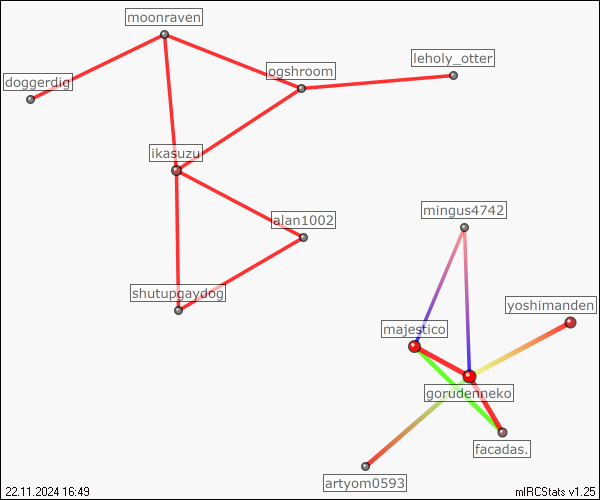 moonraven
leholy_otter
ogshroom
doggerdig
ikasuzu
mingus4742
alan1002
shutupgaydog
yoshimanden
majestico
gorudenneko
facadas.
artyom0593
22.11.2024 16:49
mIRCStats v1.25